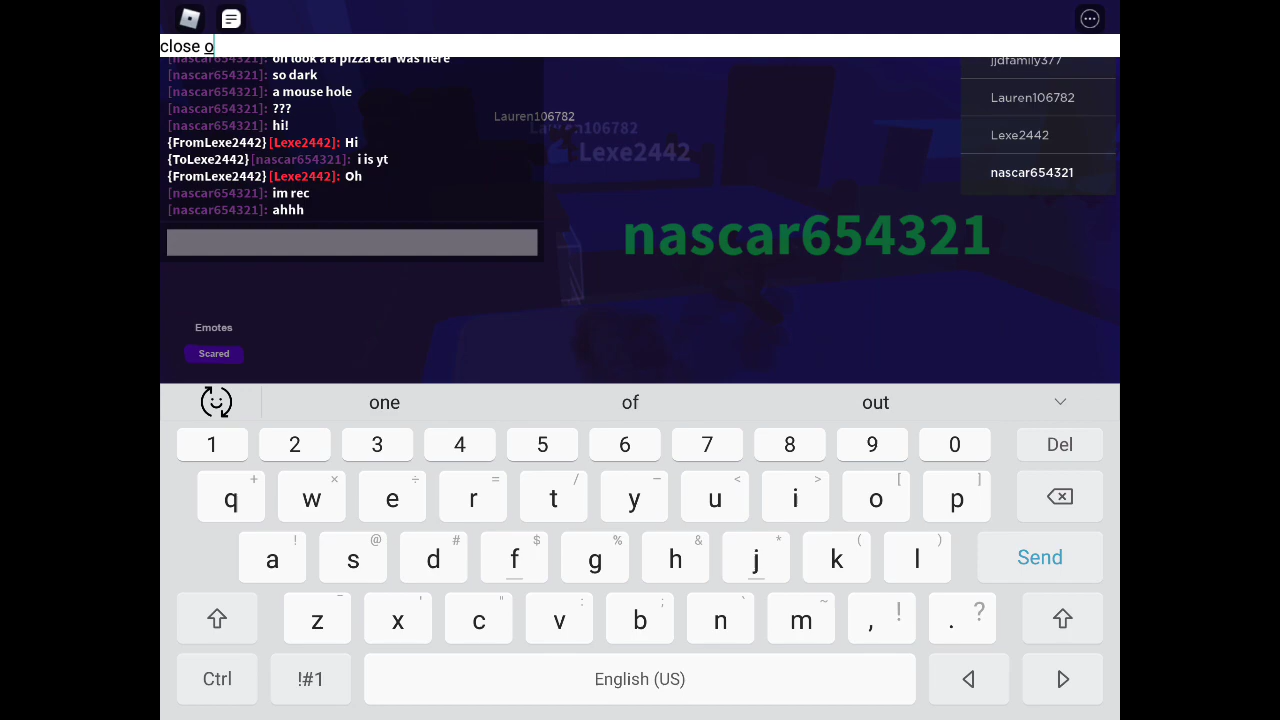 close o
[nascar654321]: oh look a a pizza car was here
jjdfamily377
[nascar654321]: so dark
[nascar654321]: a mouse hole
Lauren106782
[nascar654321]: ???
Lauren106782
[nascar654321]: hi!
Lauren106782
Lexe2442
{FromLexe2442} [Lexe2442]: Hi
Lexe2442
{ToLexe2442} [nascar654321]: i is yt
{FromLexe2442} [Lexe2442]: Oh
nascar654321
[nascar654321]: im rec
[nascar654321]: ahhh
nascar654321
Emotes
Scared
one of out
1 2 3 4 5 6 7 8 9 0 Del
+ × ÷ = / – < > [ ]
q w e r t y u i o p
! @ # $ % & * ( )
a s d f g h j k l Send
- ' " : ; ` ~ ! ?
z x c v b n m , .
Ctrl !#1 English (US)